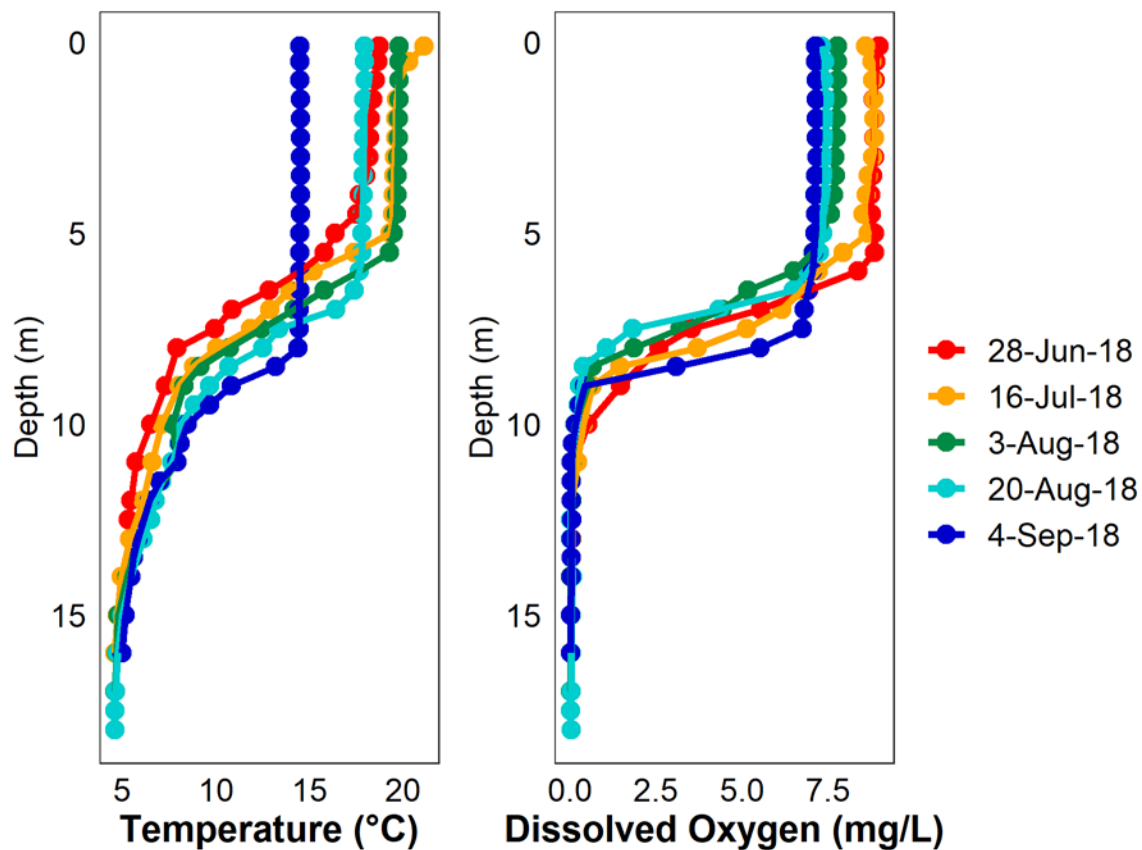 0
5
10
15
Depth (m)
5 10 15 20
Temperature (°C)
0
5
10
15
Depth (m)
0.0 2.5 5.0 7.5
Dissolved Oxygen (mg/L)
28-Jun-18
16-Jul-18
3-Aug-18
20-Aug-18
4-Sep-18